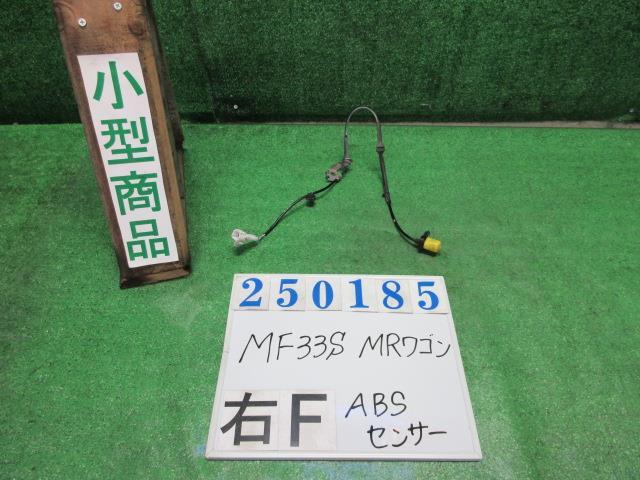 小型商品
250185
MF33S MRワゴン
右F ABS
センサー